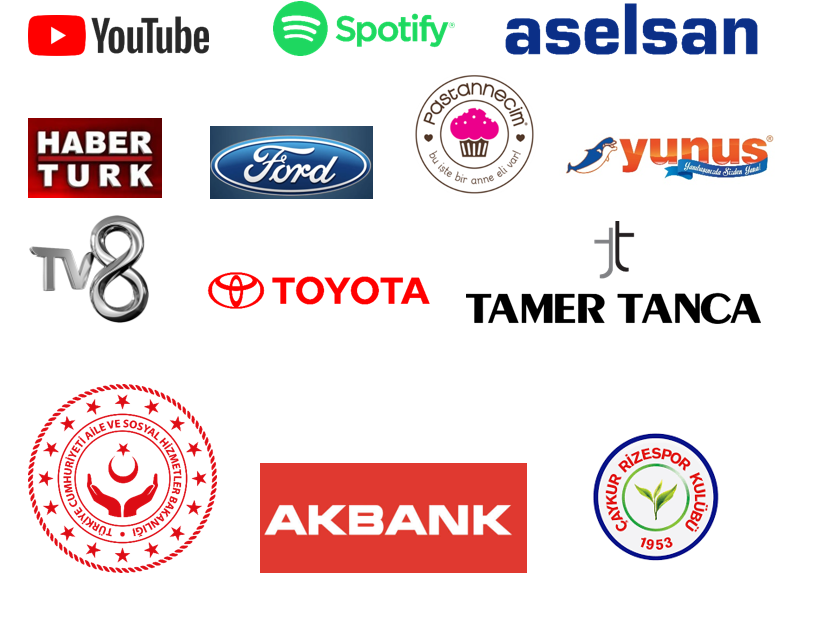 YouTube
Spotify®
aselsan
HABER
TURK
Ford
Pastannecim®
bu işte bir anne eli var!
yunus®
TV8
TOYOTA
TAMER TANCA
TÜRKİYE CUMHURİYETİ AİLE VE SOSYAL HİZMETLER BAKANLIĞI
AKBANK
ÇAYKUR RİZESPOR KULÜBÜ
1953